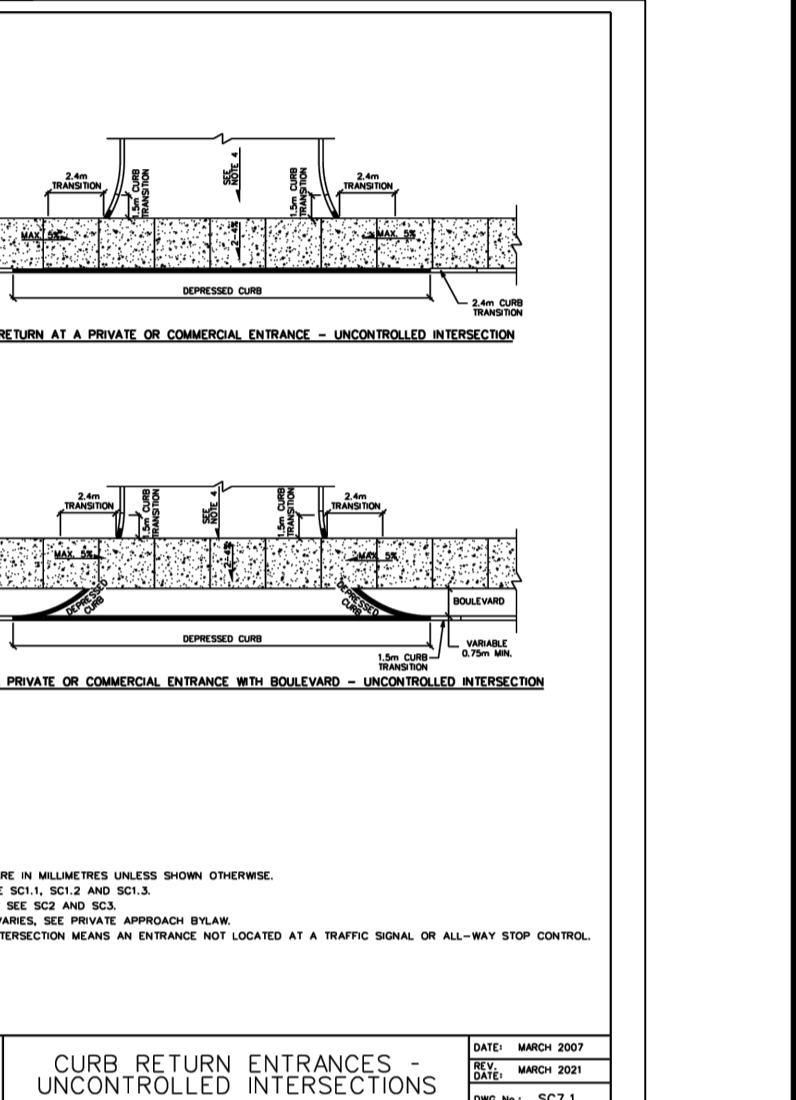 2.4m
TRANSITION
1.5m CURB
TRANSITION
SEE
NOTE 4
1.5m CURB
TRANSITION
2.4m
TRANSITION
MAX. 5%
2-4%
MAX. 5%
DEPRESSED CURB
2.4m CURB
TRANSITION
RETURN AT A PRIVATE OR COMMERCIAL ENTRANCE – UNCONTROLLED INTERSECTION
2.4m
TRANSITION
1.5m CURB
TRANSITION
SEE
NOTE 4
1.5m CURB
TRANSITION
2.4m
TRANSITION
MAX. 5%
2-4%
MAX. 5%
DEPRESSED
CURB
DEPRESSED
CURB
BOULEVARD
DEPRESSED CURB
VARIABLE
0.75m MIN.
1.5m CURB
TRANSITION
PRIVATE OR COMMERCIAL ENTRANCE WITH BOULEVARD – UNCONTROLLED INTERSECTION
RE IN MILLIMETRES UNLESS SHOWN OTHERWISE.
E SC1.1, SC1.2 AND SC1.3.
SEE SC2 AND SC3.
VARIES, SEE PRIVATE APPROACH BYLAW.
TERSECTION MEANS AN ENTRANCE NOT LOCATED AT A TRAFFIC SIGNAL OR ALL-WAY STOP CONTROL.
CURB RETURN ENTRANCES -
UNCONTROLLED INTERSECTIONS
DATE: MARCH 2007
REV.
DATE: MARCH 2021
DWG. No.: SC7.1